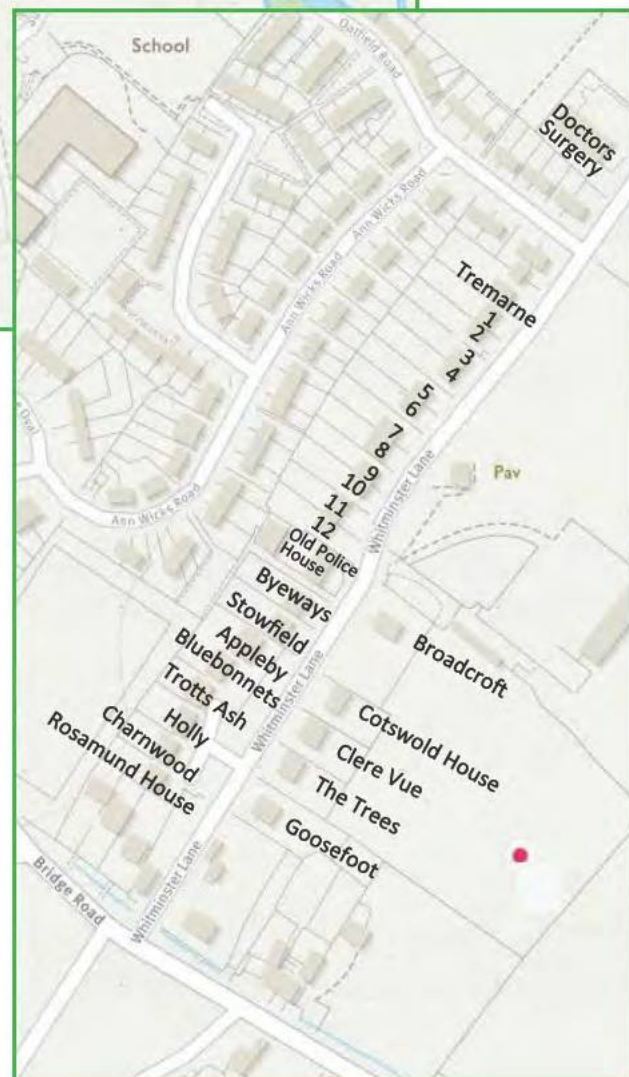 School
Oatfield Road
Doctors
Surgery
Ann Wicks Road
Ann Wicks Road
Tremarne
1
2
3
4
5
6
7
8
9
10
11
12
Pav
Whitminster Lane
Ann Wicks Road
Old Police
House
Byeways
Stowfield
Appleby
Bluebonnets
Trotts Ash
Holly
Charnwood
Rosamund House
Broadcroft
Whitminster Lane
Cotswold House
Clere Vue
The Trees
Goosefoot
Whitminster Lane
Bridge Road
Oval